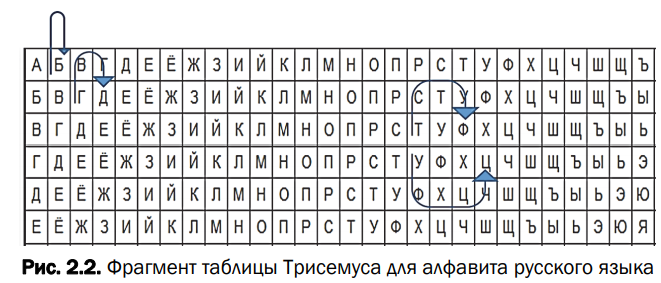 А Б В Г Д Е Ё Ж З И Й К Л М Н О П Р С Т У Ф Х Ц Ч Ш Щ Ъ
Б В Г Д Е Ё Ж З И Й К Л М Н О П Р С Т У Ф Х Ц Ч Ш Щ Ъ Ы
В Г Д Е Ё Ж З И Й К Л М Н О П Р С Т У Ф Х Ц Ч Ш Щ Ъ Ы Ь
Г Д Е Ё Ж З И Й К Л М Н О П Р С Т У Ф Х Ц Ч Ш Щ Ъ Ы Ь Э
Д Е Ё Ж З И Й К Л М Н О П Р С Т У Ф Х Ц Ч Ш Щ Ъ Ы Ь Э Ю
Е Ё Ж З И Й К Л М Н О П Р С Т У Ф Х Ц Ч Ш Щ Ъ Ы Ь Э Ю Я
Рис. 2.2. Фрагмент таблицы Трисемуса для алфавита русского языка